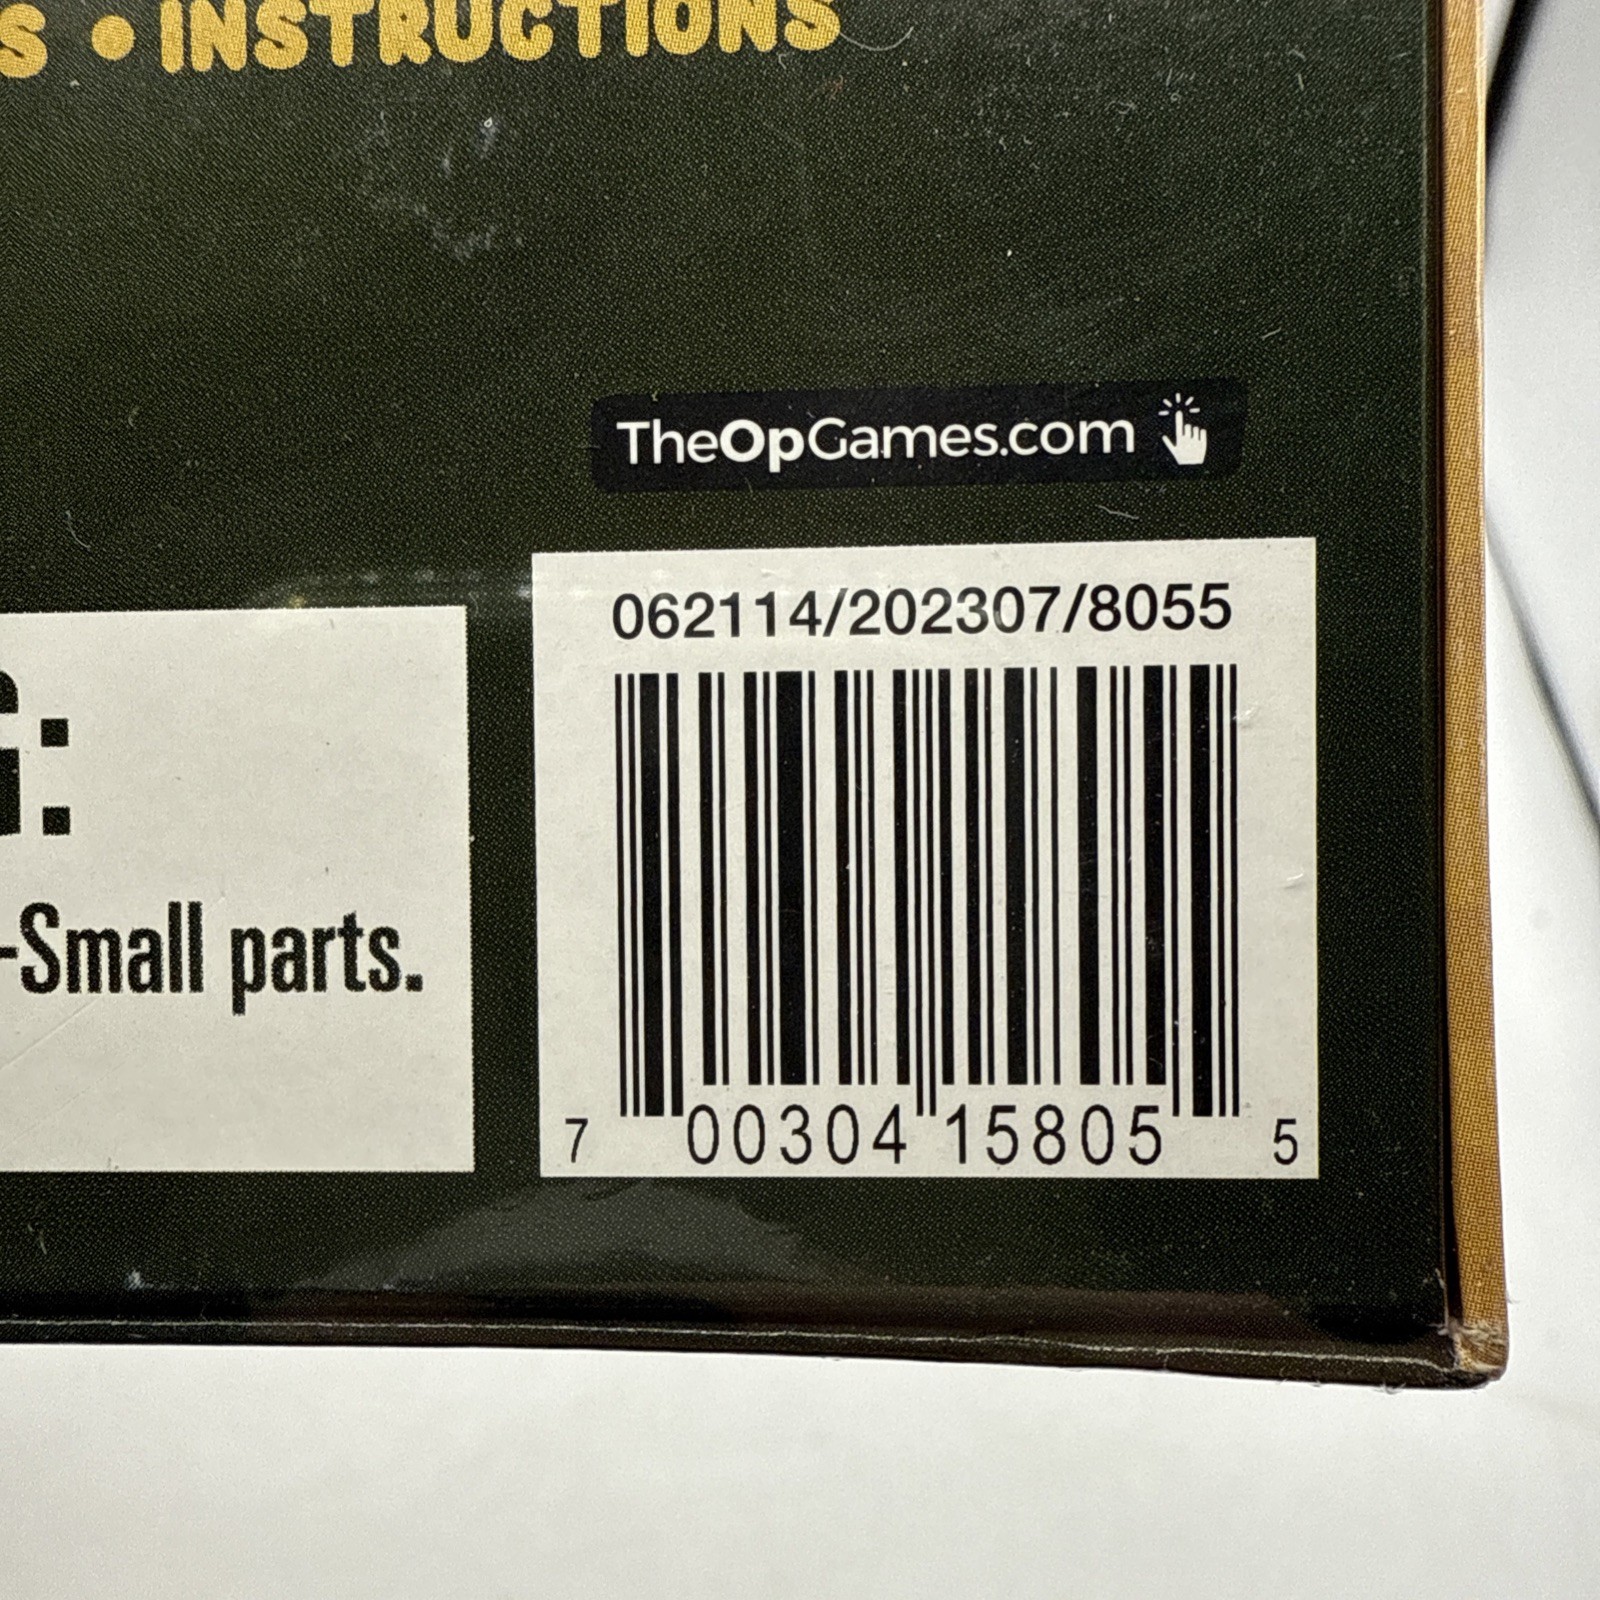 S • INSTRUCTIONS
TheOpGames.com
062114/202307/8055
G:
-Small parts.
7 00304 15805 5